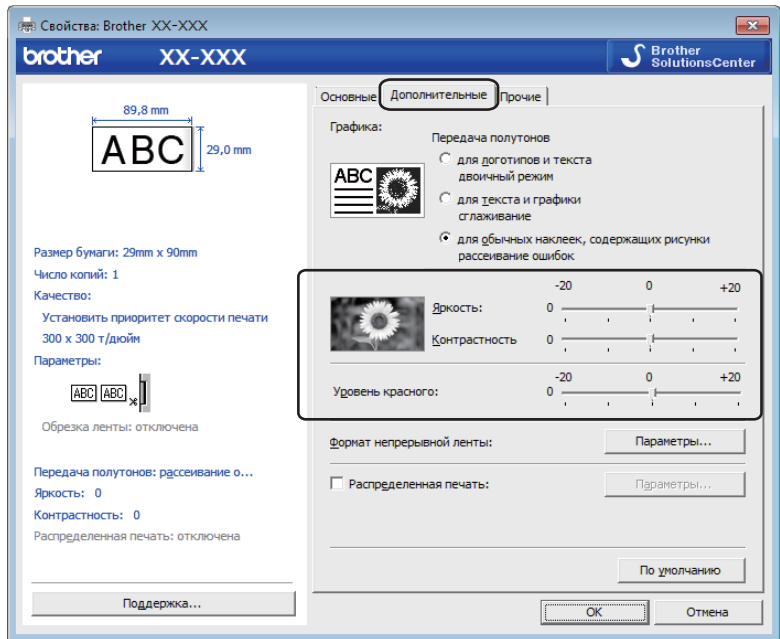 Свойства: Brother XX-XXX
brother XX-XXX
Brother
SolutionsCenter
89,8 mm
ABC
29,0 mm
Размер бумаги: 29mm x 90mm
Число копий: 1
Качество:
Установить приоритет скорости печати
300 x 300 т/дюйм
Параметры:
ABC ABC
Обрезка ленты: отключена
Передача полутонов: рассеивание о...
Яркость: 0
Контрастность: 0
Распределенная печать: отключена
Поддержка...
Основные Дополнительные Прочие
Графика:
Передача полутонов
ABC
для логотипов и текста
двоичный режим
для текста и графики
сглаживание
для обычных наклеек, содержащих рисунки
рассеивание ошибок
-20 0 +20
Яркость: 0
Контрастность 0
-20 0 +20
Уровень красного: 0
Формат непрерывной ленты: Параметры...
Распределенная печать: Параметры...
По умолчанию
OK Отмена